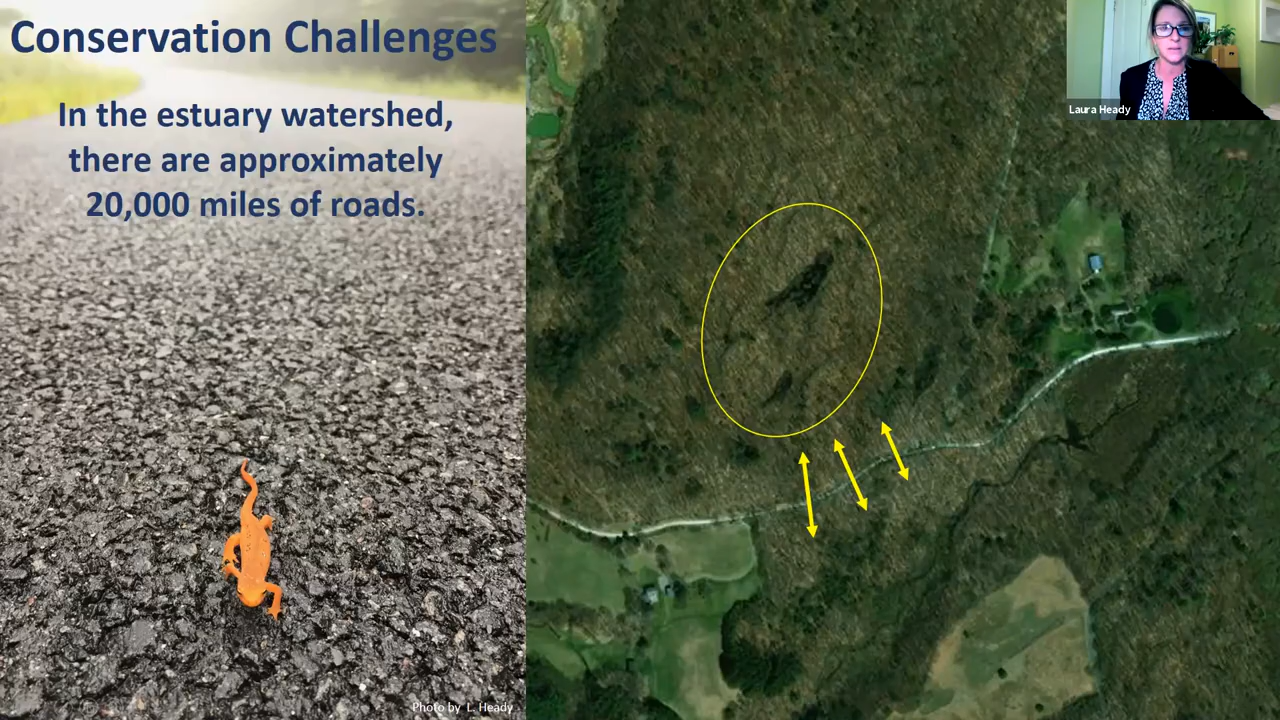 Conservation Challenges
In the estuary watershed,
there are approximately
20,000 miles of roads.
Laura Heady
Photo by L. Heady